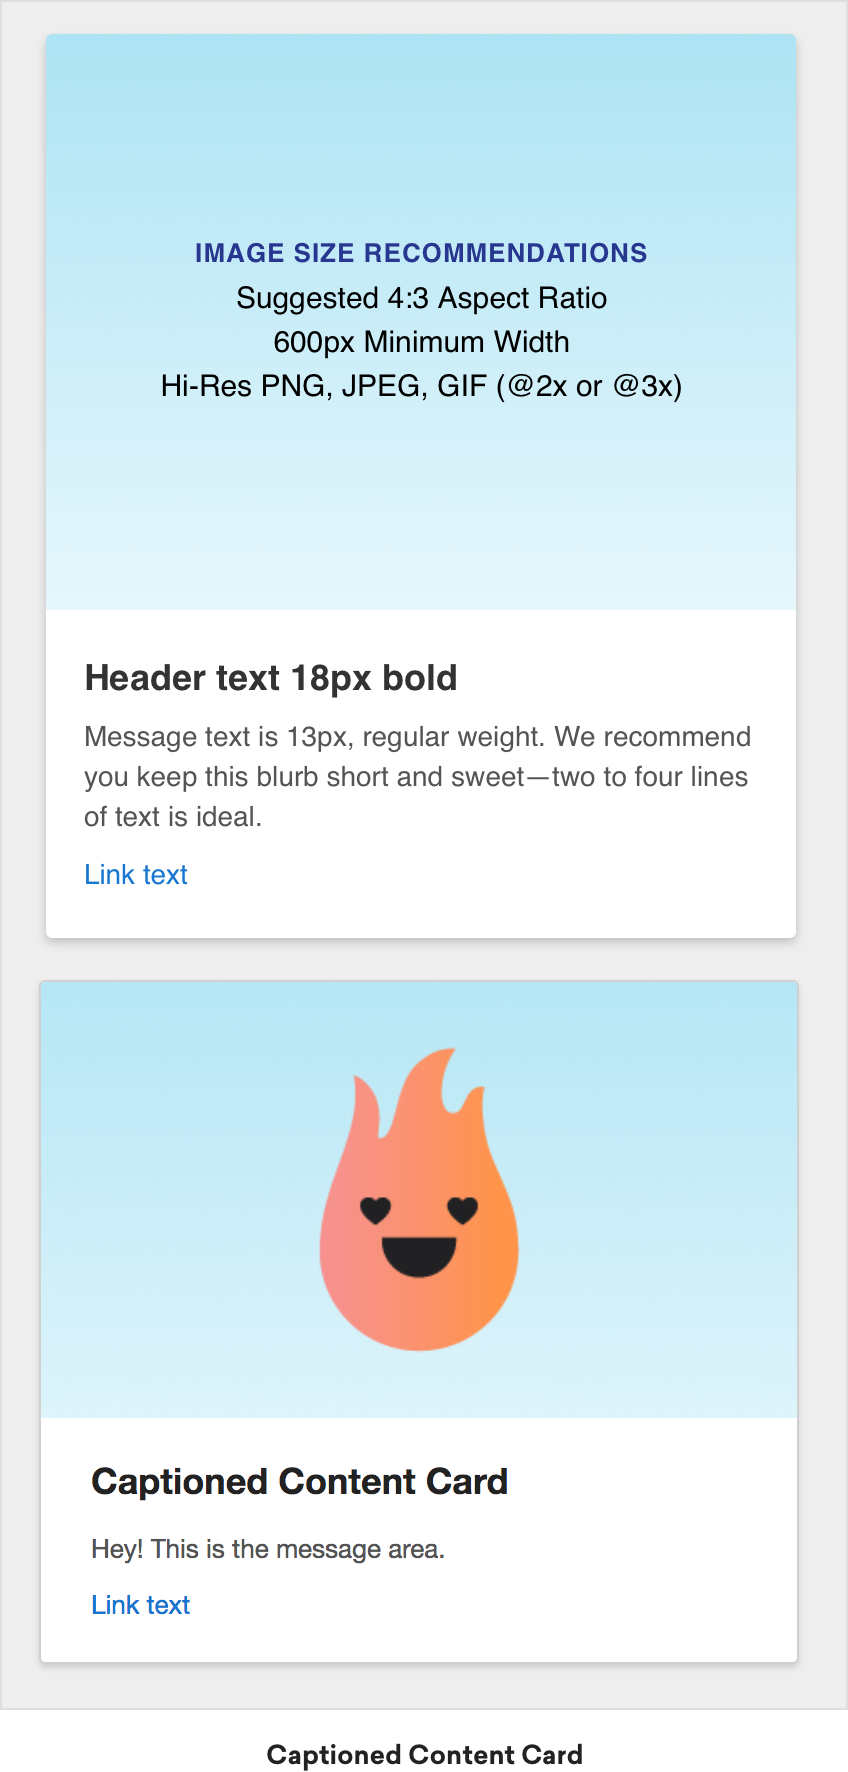 IMAGE SIZE RECOMMENDATIONS
Suggested 4:3 Aspect Ratio
600px Minimum Width
Hi-Res PNG, JPEG, GIF (@2x or @3x)
Header text 18px bold
Message text is 13px, regular weight. We recommend
you keep this blurb short and sweet—two to four lines
of text is ideal.
Link text
Captioned Content Card
Hey! This is the message area.
Link text
Captioned Content Card